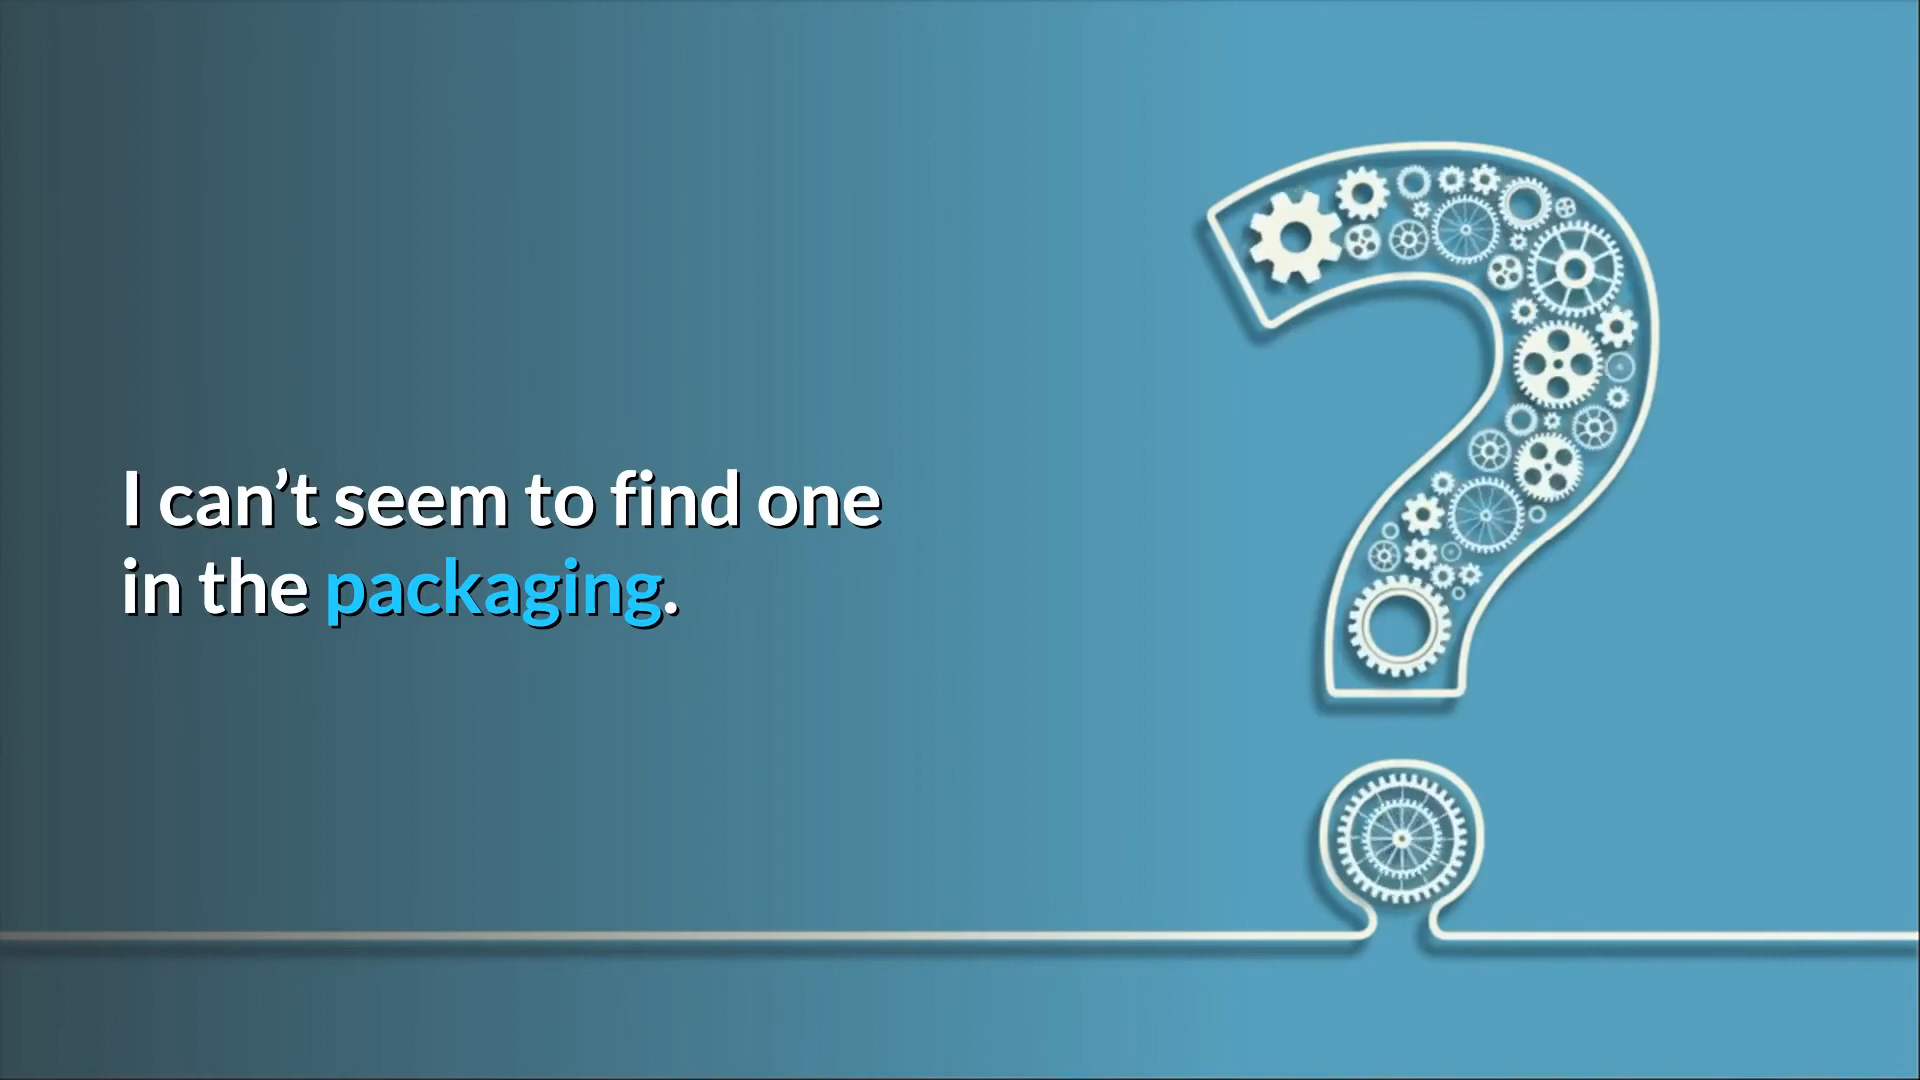 I can’t seem to find one
in the packaging.